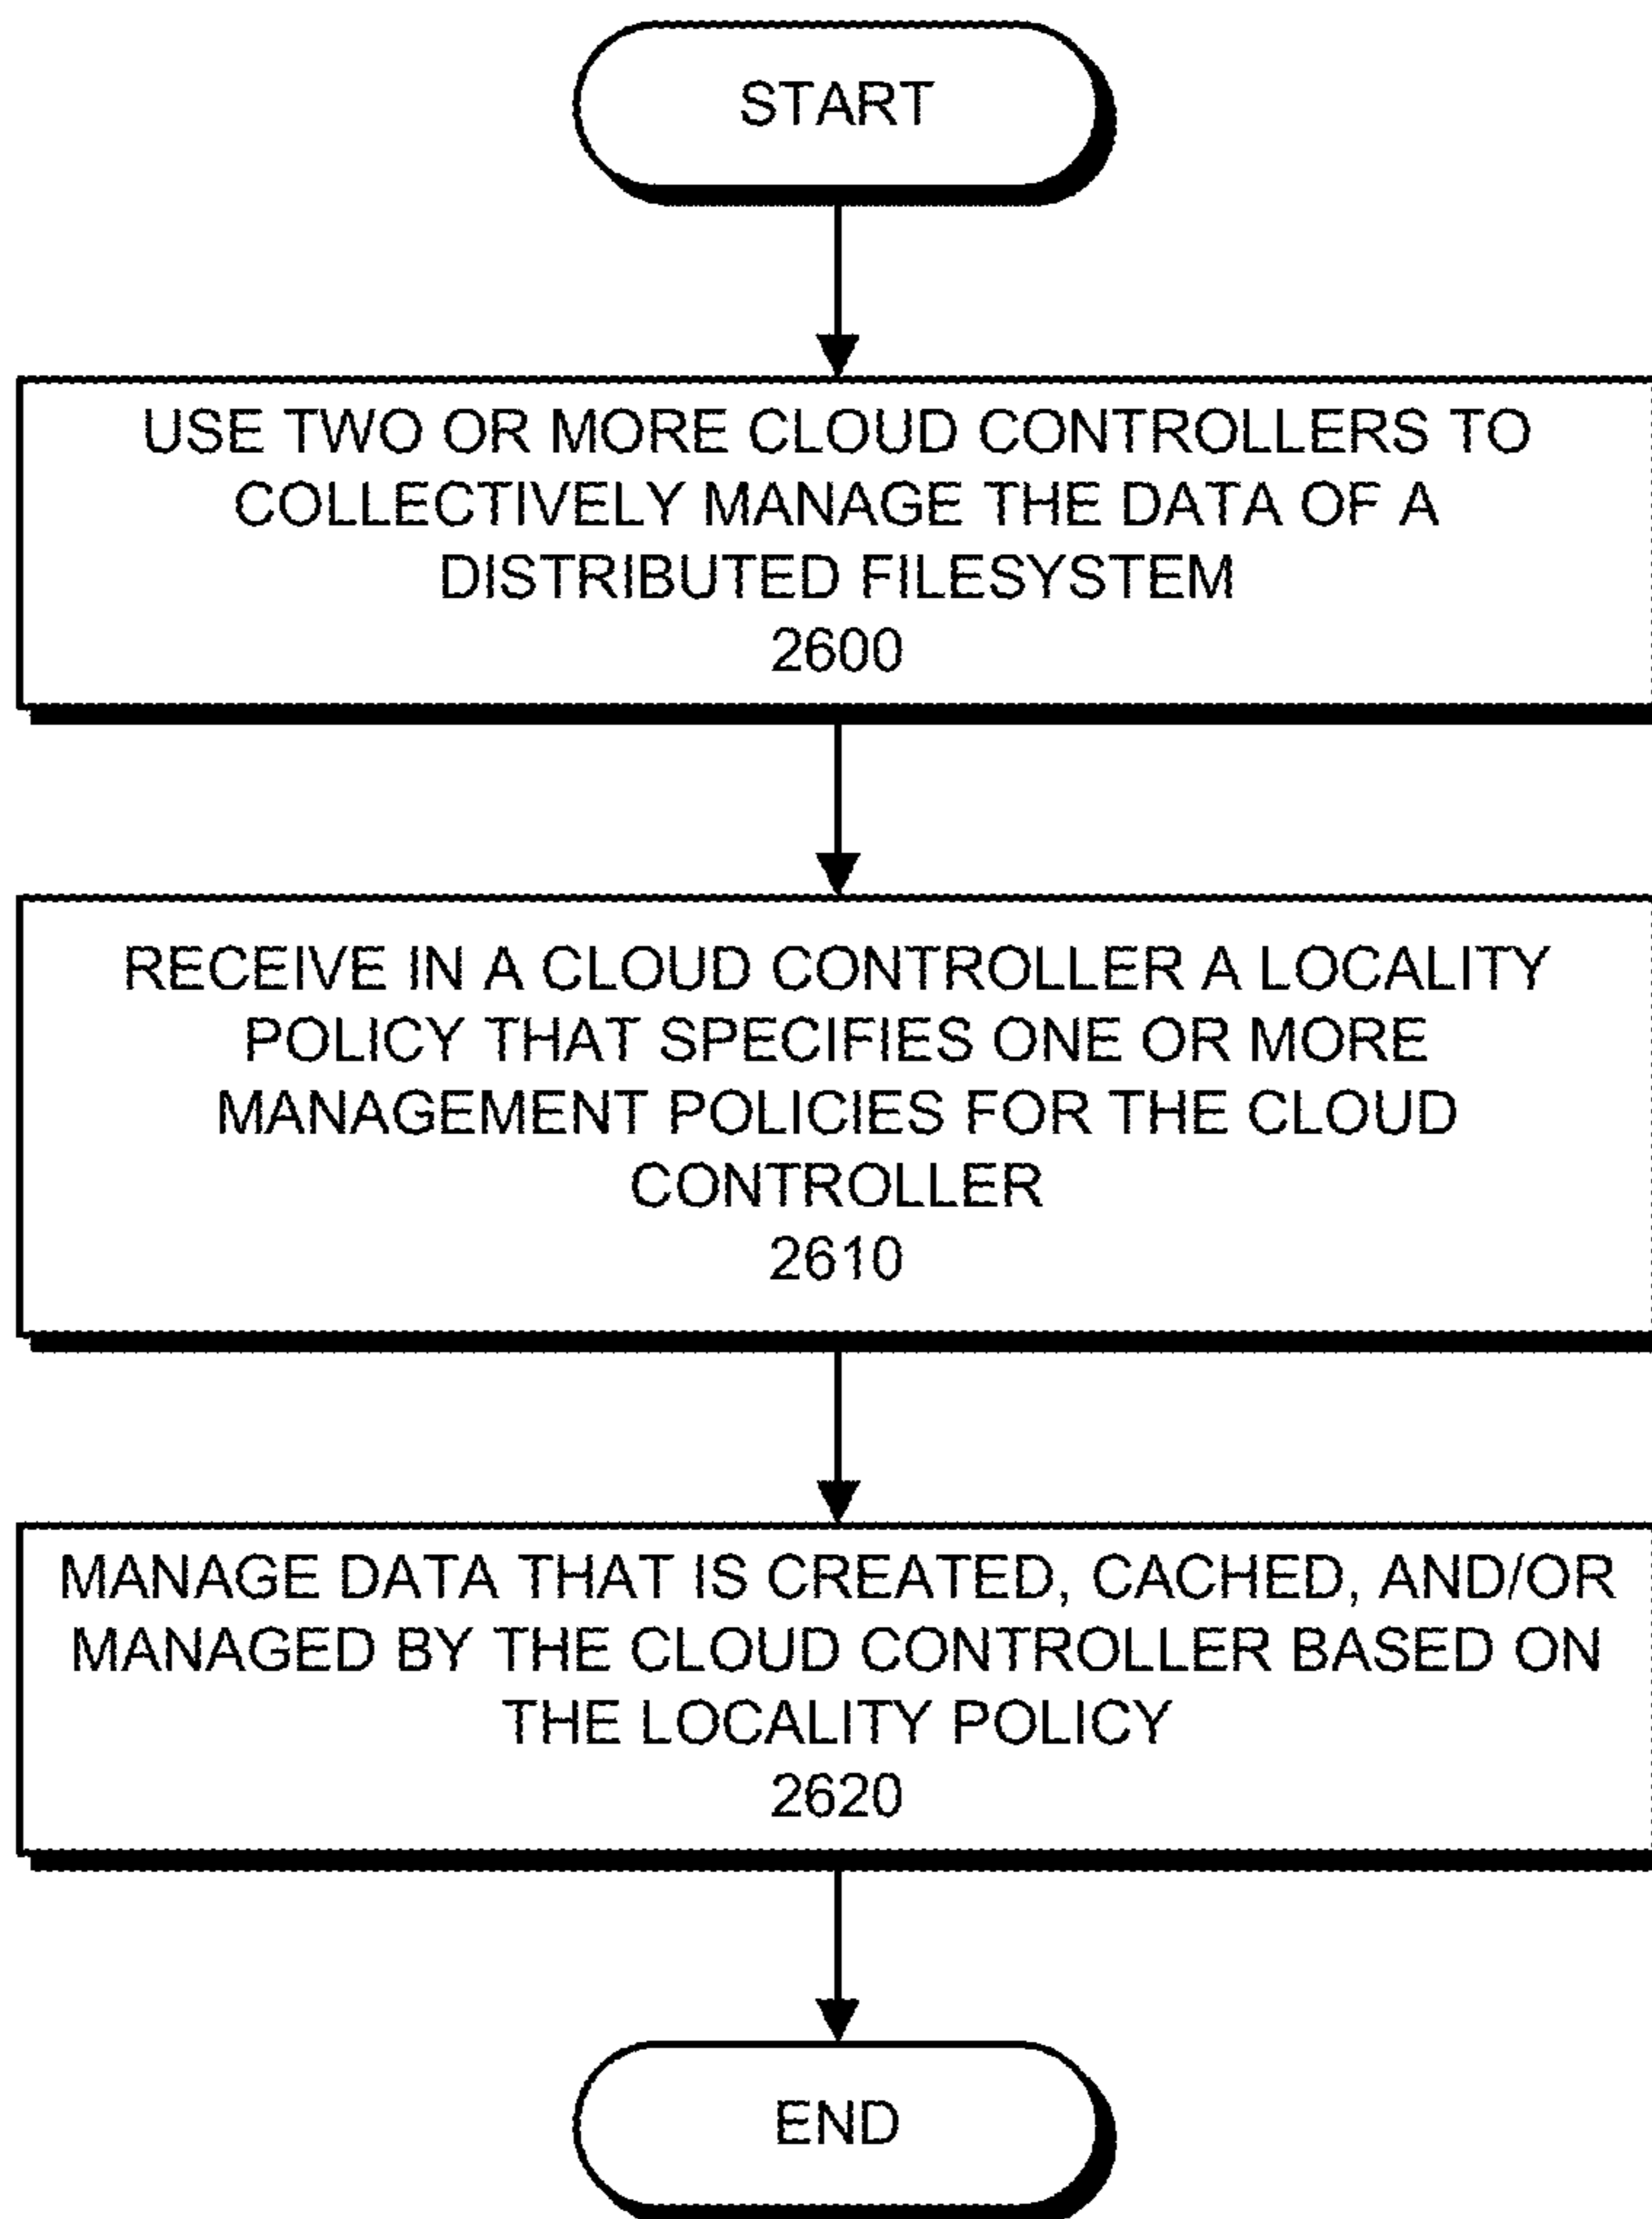 START
USE TWO OR MORE CLOUD CONTROLLERS TO
COLLECTIVELY MANAGE THE DATA OF A
DISTRIBUTED FILESYSTEM
2600
RECEIVE IN A CLOUD CONTROLLER A LOCALITY
POLICY THAT SPECIFIES ONE OR MORE
MANAGEMENT POLICIES FOR THE CLOUD
CONTROLLER
2610
MANAGE DATA THAT IS CREATED, CACHED, AND/OR
MANAGED BY THE CLOUD CONTROLLER BASED ON
THE LOCALITY POLICY
2620
END